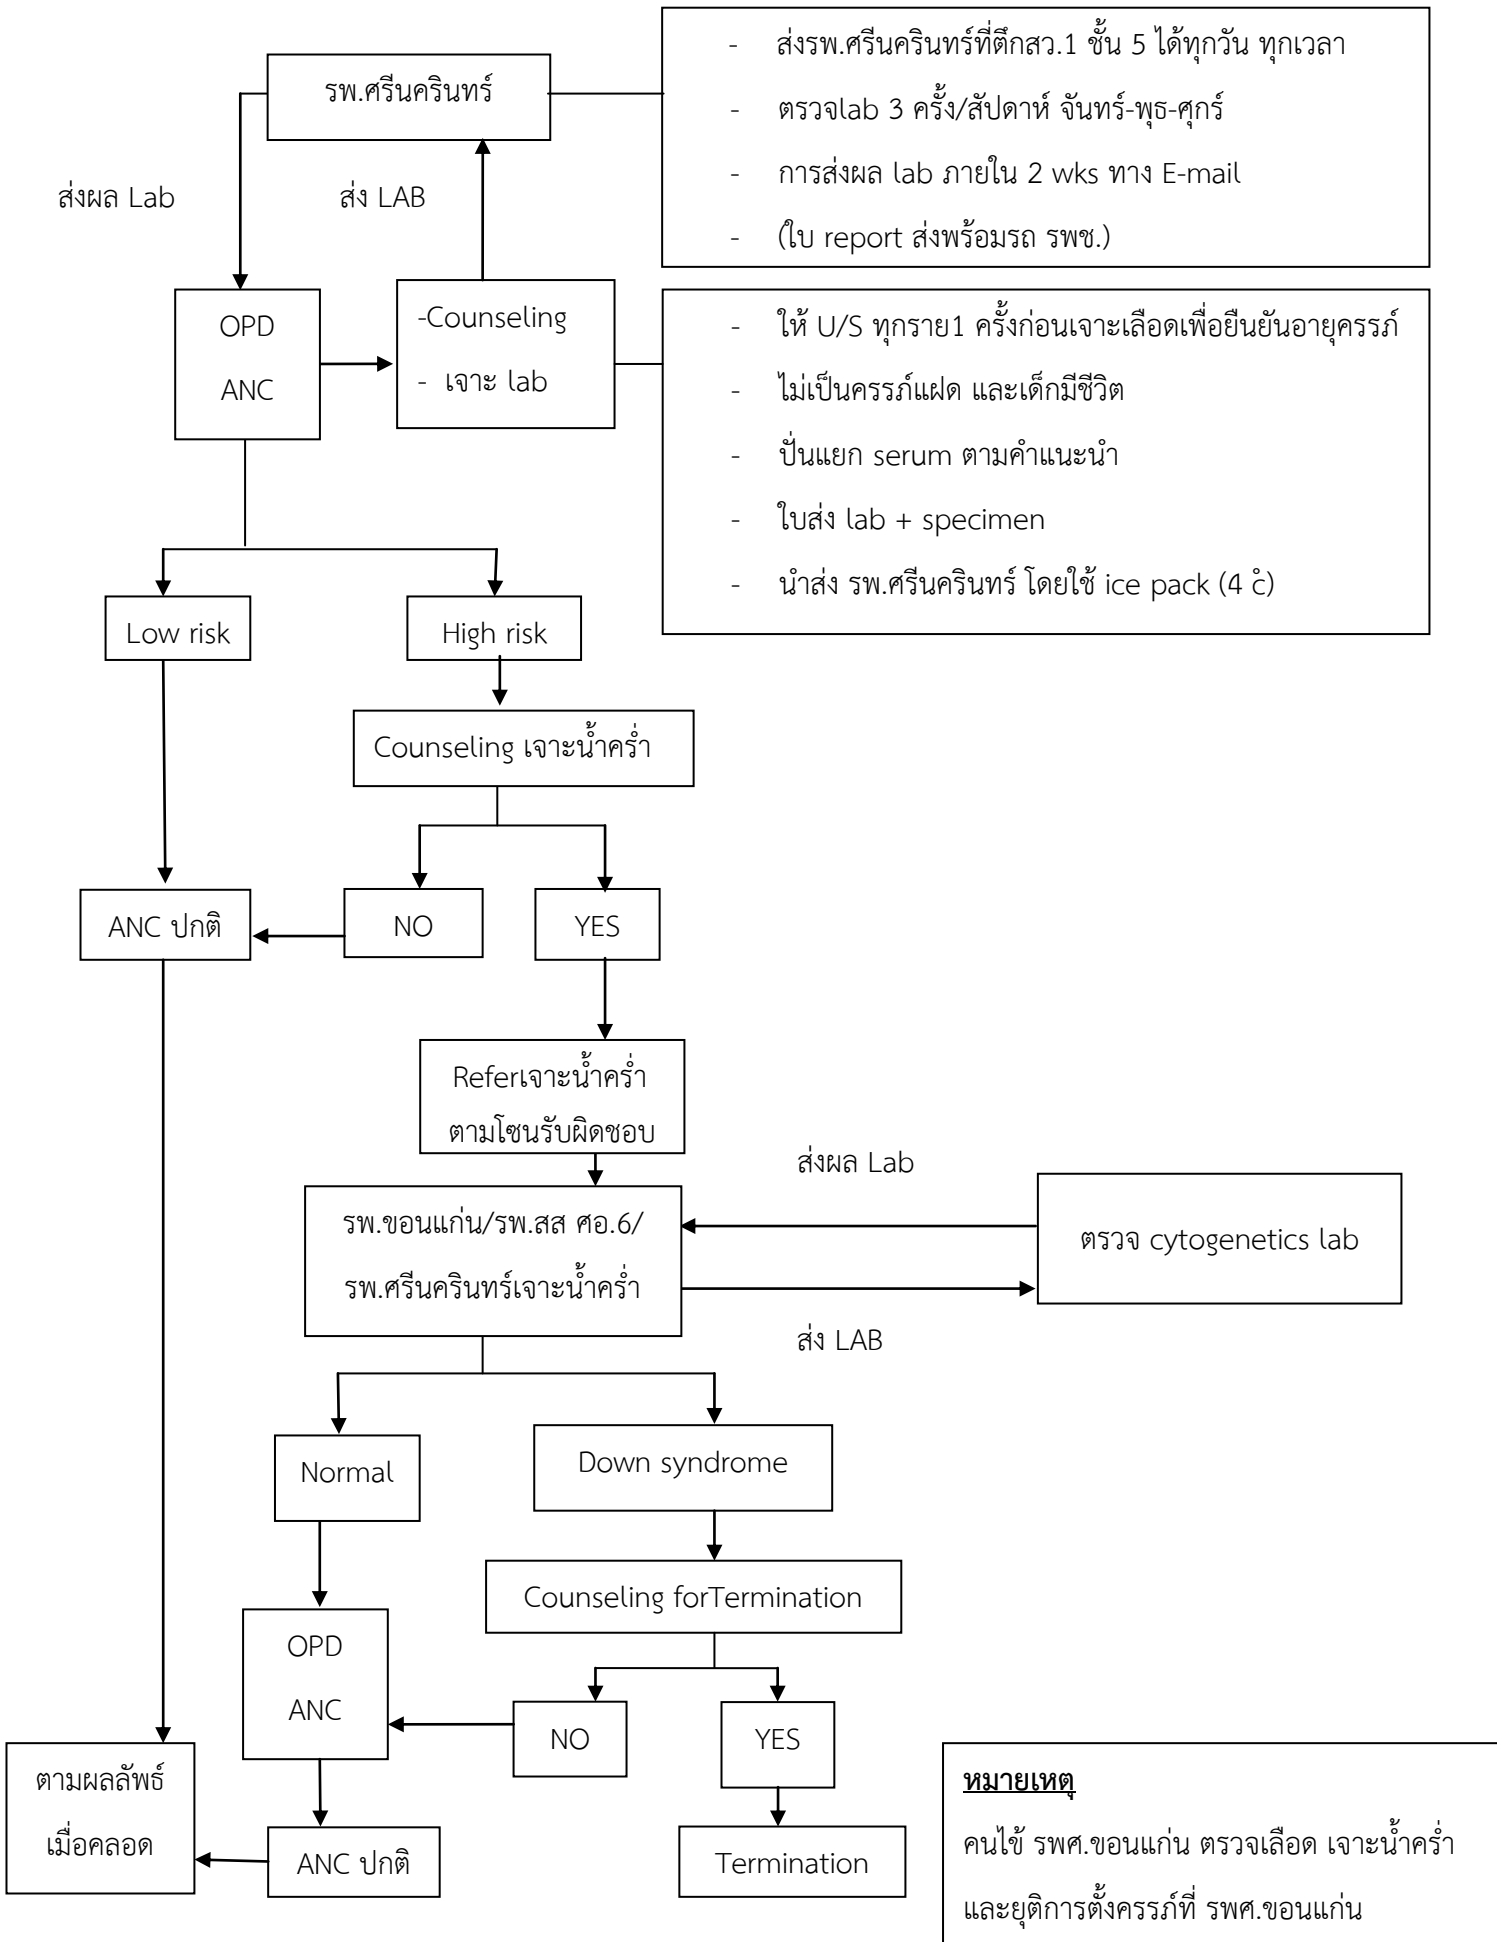 รพ.ศรีนครินทร์
- ส่งรพ.ศรีนครินทร์ที่ตึกสว.1 ชั้น 5 ได้ทุกวัน ทุกเวลา
- ตรวจlab 3 ครั้ง/สัปดาห์ จันทร์-พุธ-ศุกร์
- การส่งผล lab ภายใน 2 wks ทาง E-mail
- (ใบ report ส่งพร้อมรถ รพช.)
ส่งผล Lab
ส่ง LAB
OPD
ANC
-Counseling
- เจาะ lab
- ให้ U/S ทุกราย1 ครั้งก่อนเจาะเลือดเพื่อยืนยันอายุครรภ์
- ไม่เป็นครรภ์แฝด และเด็กมีชีวิต
- ปั่นแยก serum ตามคำแนะนำ
- ใบส่ง lab + specimen
- นำส่ง รพ.ศรีนครินทร์ โดยใช้ ice pack (4 ํc)
Low risk
High risk
Counseling เจาะน้ำคร่ำ
ANC ปกติ
NO
YES
Referเจาะน้ำคร่ำ
ตามโซนรับผิดชอบ
ส่งผล Lab
รพ.ขอนแก่น/รพ.สส ศอ.6/
รพ.ศรีนครินทร์เจาะน้ำคร่ำ
ตรวจ cytogenetics lab
ส่ง LAB
Normal
Down syndrome
Counseling forTermination
OPD
ANC
NO
YES
ตามผลลัพธ์
เมื่อคลอด
ANC ปกติ
Termination
หมายเหตุ
คนไข้ รพศ.ขอนแก่น ตรวจเลือด เจาะน้ำคร่ำ
และยุติการตั้งครรภ์ที่ รพศ.ขอนแก่น